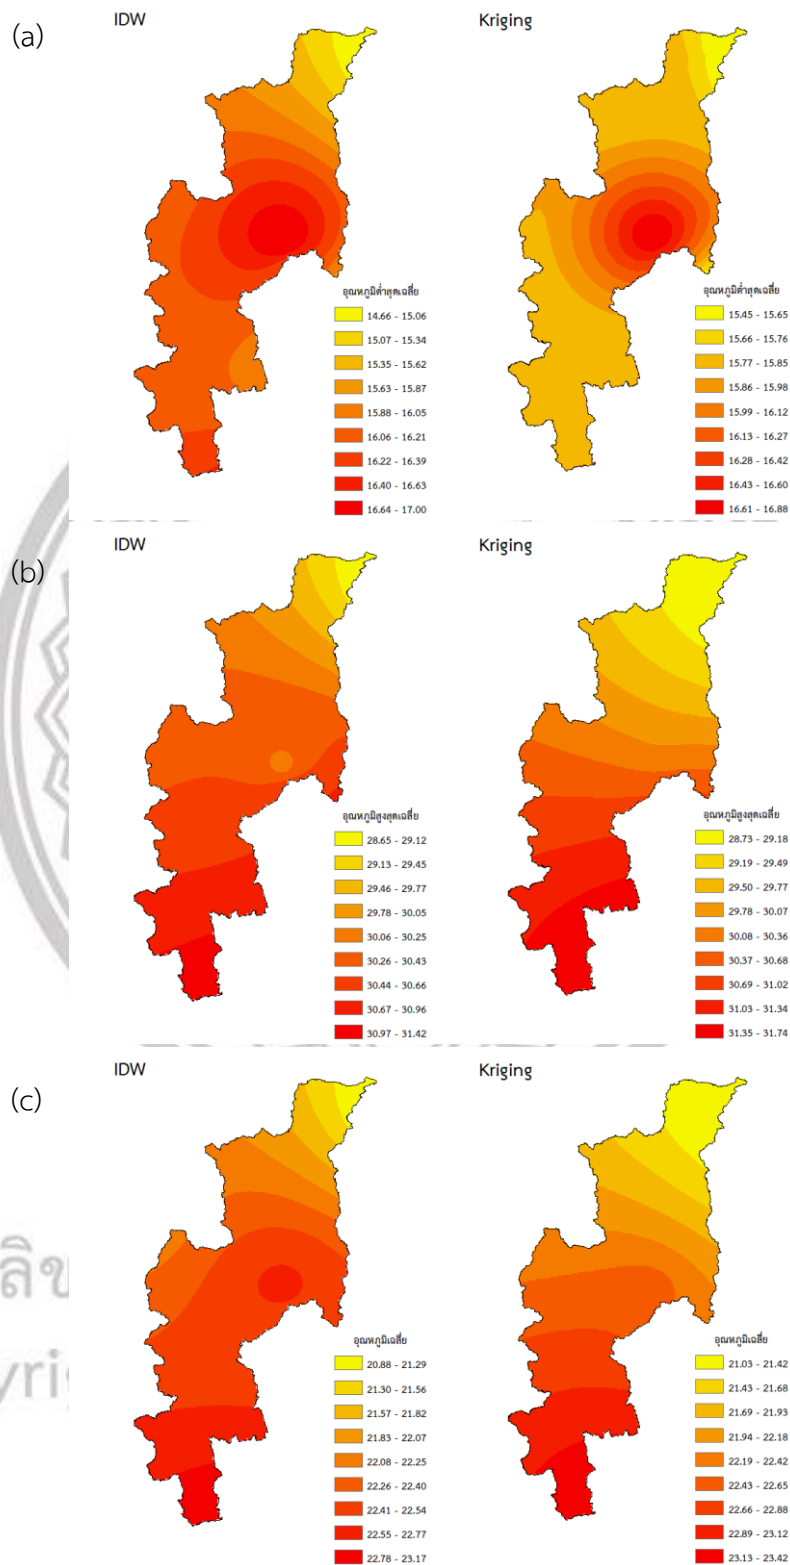 (a)
IDW
Kriging
อุณหภูมิต่ำสุดเฉลี่ย
14.66 - 15.06
15.07 - 15.34
15.35 - 15.62
15.63 - 15.87
15.88 - 16.05
16.06 - 16.21
16.22 - 16.39
16.40 - 16.63
16.64 - 17.00
อุณหภูมิต่ำสุดเฉลี่ย
15.45 - 15.65
15.66 - 15.76
15.77 - 15.85
15.86 - 15.98
15.99 - 16.12
16.13 - 16.27
16.28 - 16.42
16.43 - 16.60
16.61 - 16.88
(b)
IDW
Kriging
อุณหภูมิสูงสุดเฉลี่ย
28.65 - 29.12
29.13 - 29.45
29.46 - 29.77
29.78 - 30.05
30.06 - 30.25
30.26 - 30.43
30.44 - 30.66
30.67 - 30.96
30.97 - 31.42
อุณหภูมิสูงสุดเฉลี่ย
28.73 - 29.18
29.19 - 29.49
29.50 - 29.77
29.78 - 30.07
30.08 - 30.36
30.37 - 30.68
30.69 - 31.02
31.03 - 31.34
31.35 - 31.74
(c)
IDW
Kriging
อุณหภูมิเฉลี่ย
20.88 - 21.29
21.30 - 21.56
21.57 - 21.82
21.83 - 22.07
22.08 - 22.25
22.26 - 22.40
22.41 - 22.54
22.55 - 22.77
22.78 - 23.17
อุณหภูมิเฉลี่ย
21.03 - 21.42
21.43 - 21.68
21.69 - 21.93
21.94 - 22.18
22.19 - 22.42
22.43 - 22.65
22.66 - 22.88
22.89 - 23.12
23.13 - 23.42